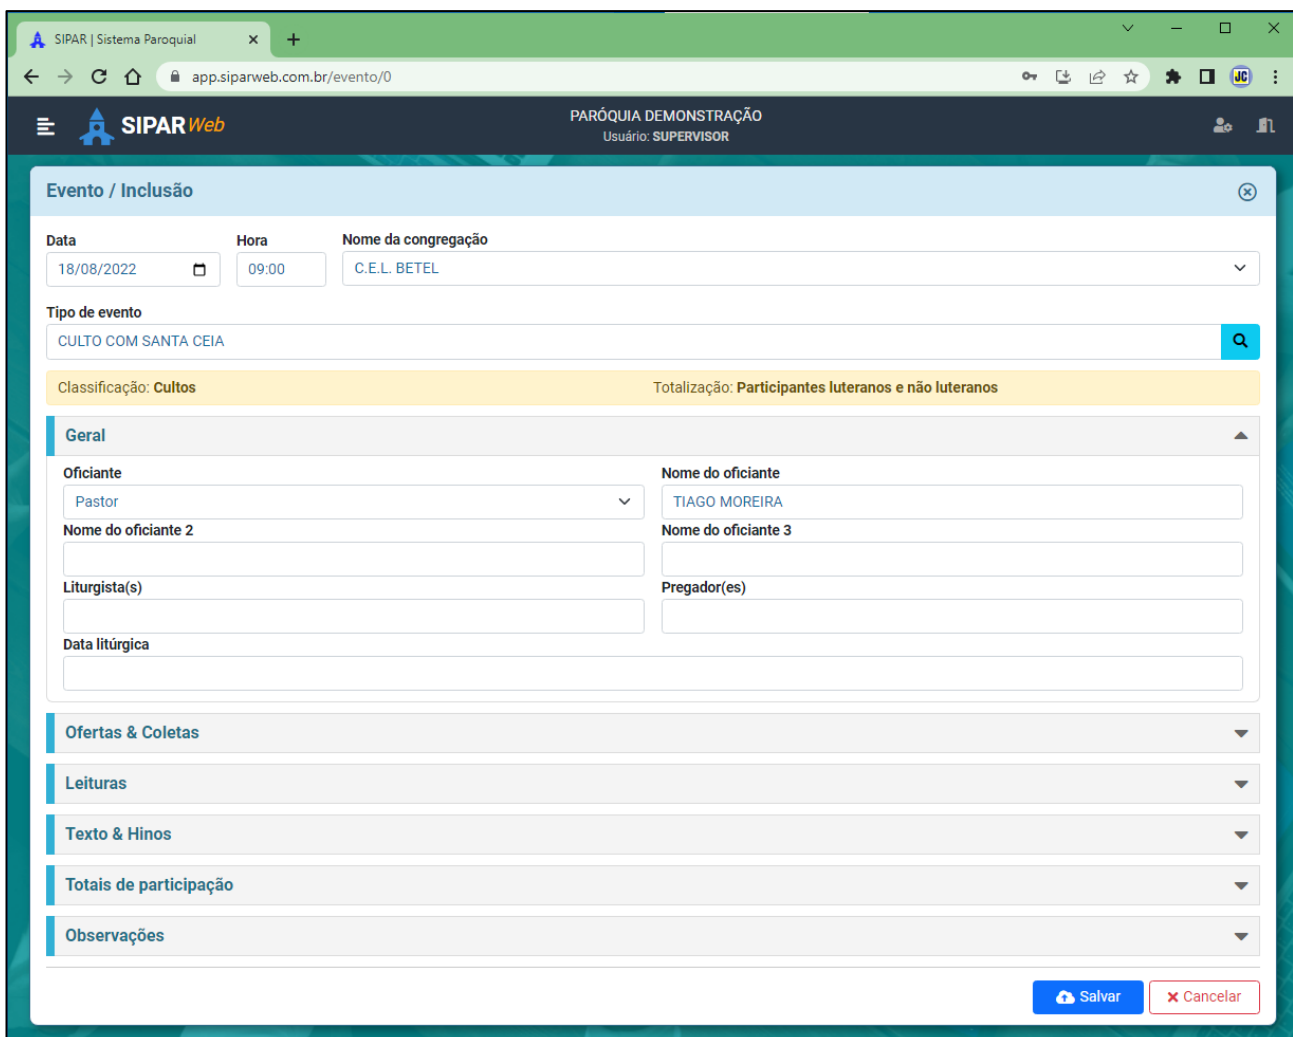 SIPAR | Sistema Paroquial
app.siparweb.com.br/evento/0
JC
SIPAR Web
PARÓQUIA DEMONSTRAÇÃO
Usuário: SUPERVISOR
Evento / Inclusão
Data Hora Nome da congregação
18/08/2022 09:00 C.E.L. BETEL
Tipo de evento
CULTO COM SANTA CEIA
Classificação: Cultos Totalização: Participantes luteranos e não luteranos
Geral
Oficiante Nome do oficiante
Pastor TIAGO MOREIRA
Nome do oficiante 2 Nome do oficiante 3
Liturgista(s) Pregador(es)
Data litúrgica
Ofertas & Coletas
Leituras
Texto & Hinos
Totais de participação
Observações
Salvar Cancelar